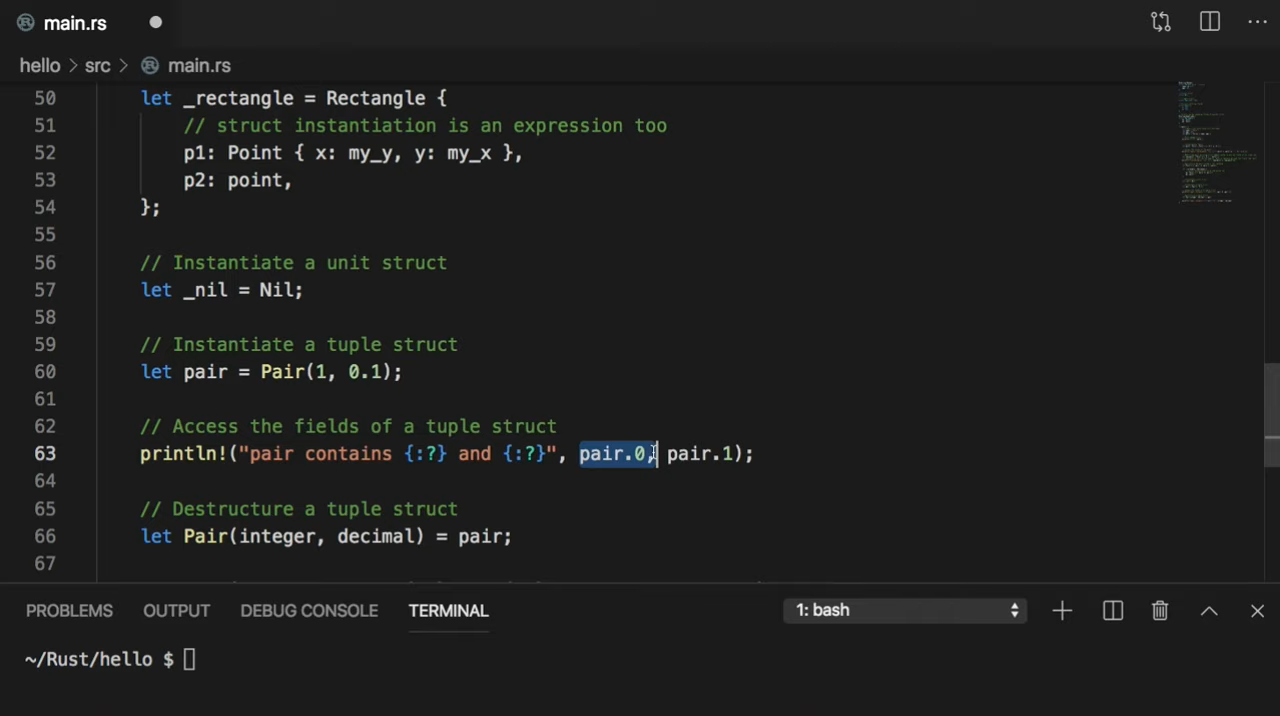 main.rs
hello > src > main.rs
50 let _rectangle = Rectangle {
51 // struct instantiation is an expression too
52 p1: Point { x: my_y, y: my_x },
53 p2: point,
54 };
55
56 // Instantiate a unit struct
57 let _nil = Nil;
58
59 // Instantiate a tuple struct
60 let pair = Pair(1, 0.1);
61
62 // Access the fields of a tuple struct
63 println!("pair contains {:?} and {:?}", pair.0, pair.1);
64
65 // Destructure a tuple struct
66 let Pair(integer, decimal) = pair;
67
PROBLEMS OUTPUT DEBUG CONSOLE TERMINAL 1: bash
~/Rust/hello $